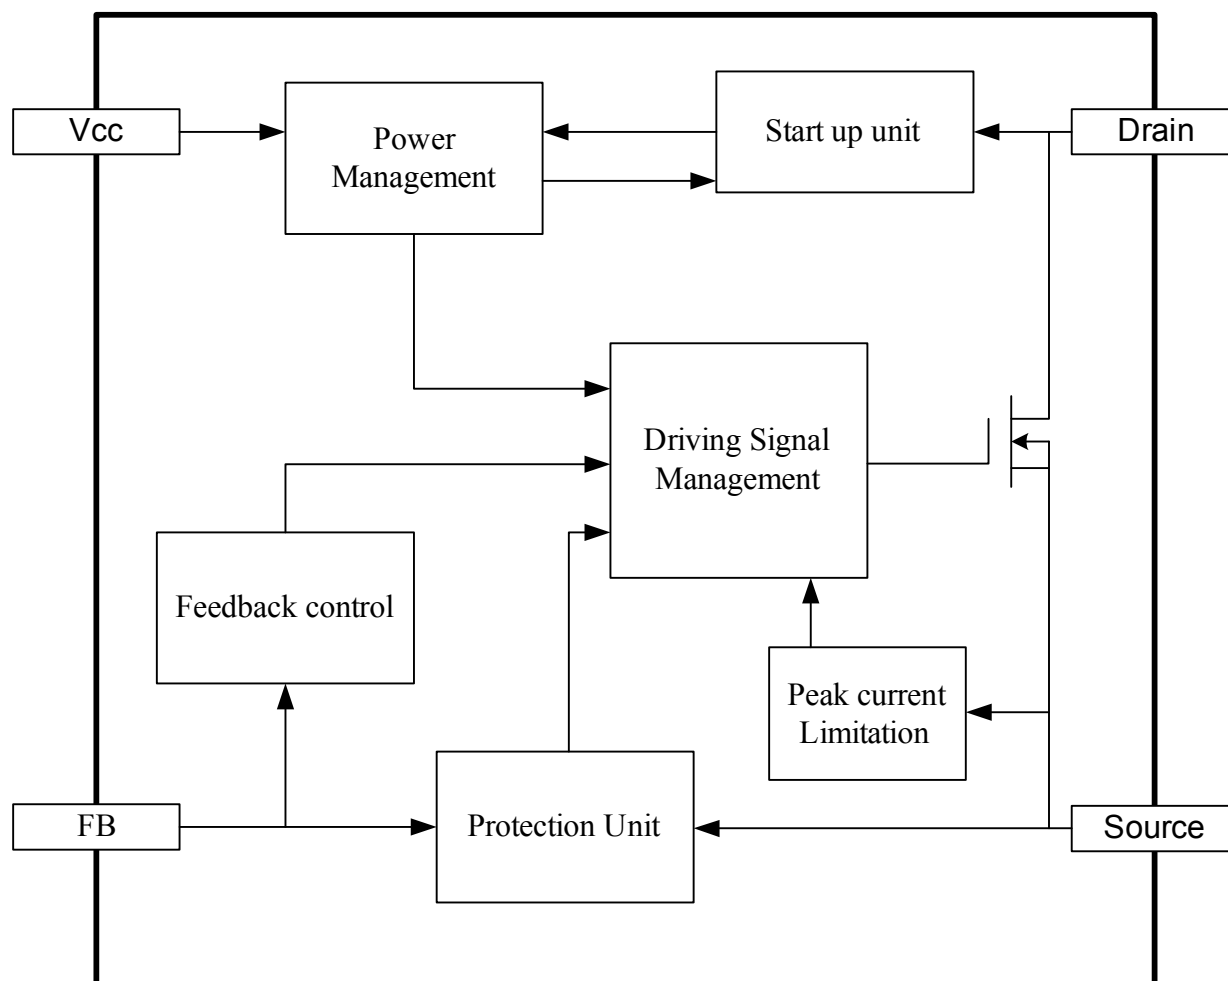 Vcc
Power
Management
Start up unit
Drain
Driving Signal
Management
Feedback control
Peak current
Limitation
FB
Protection Unit
Source